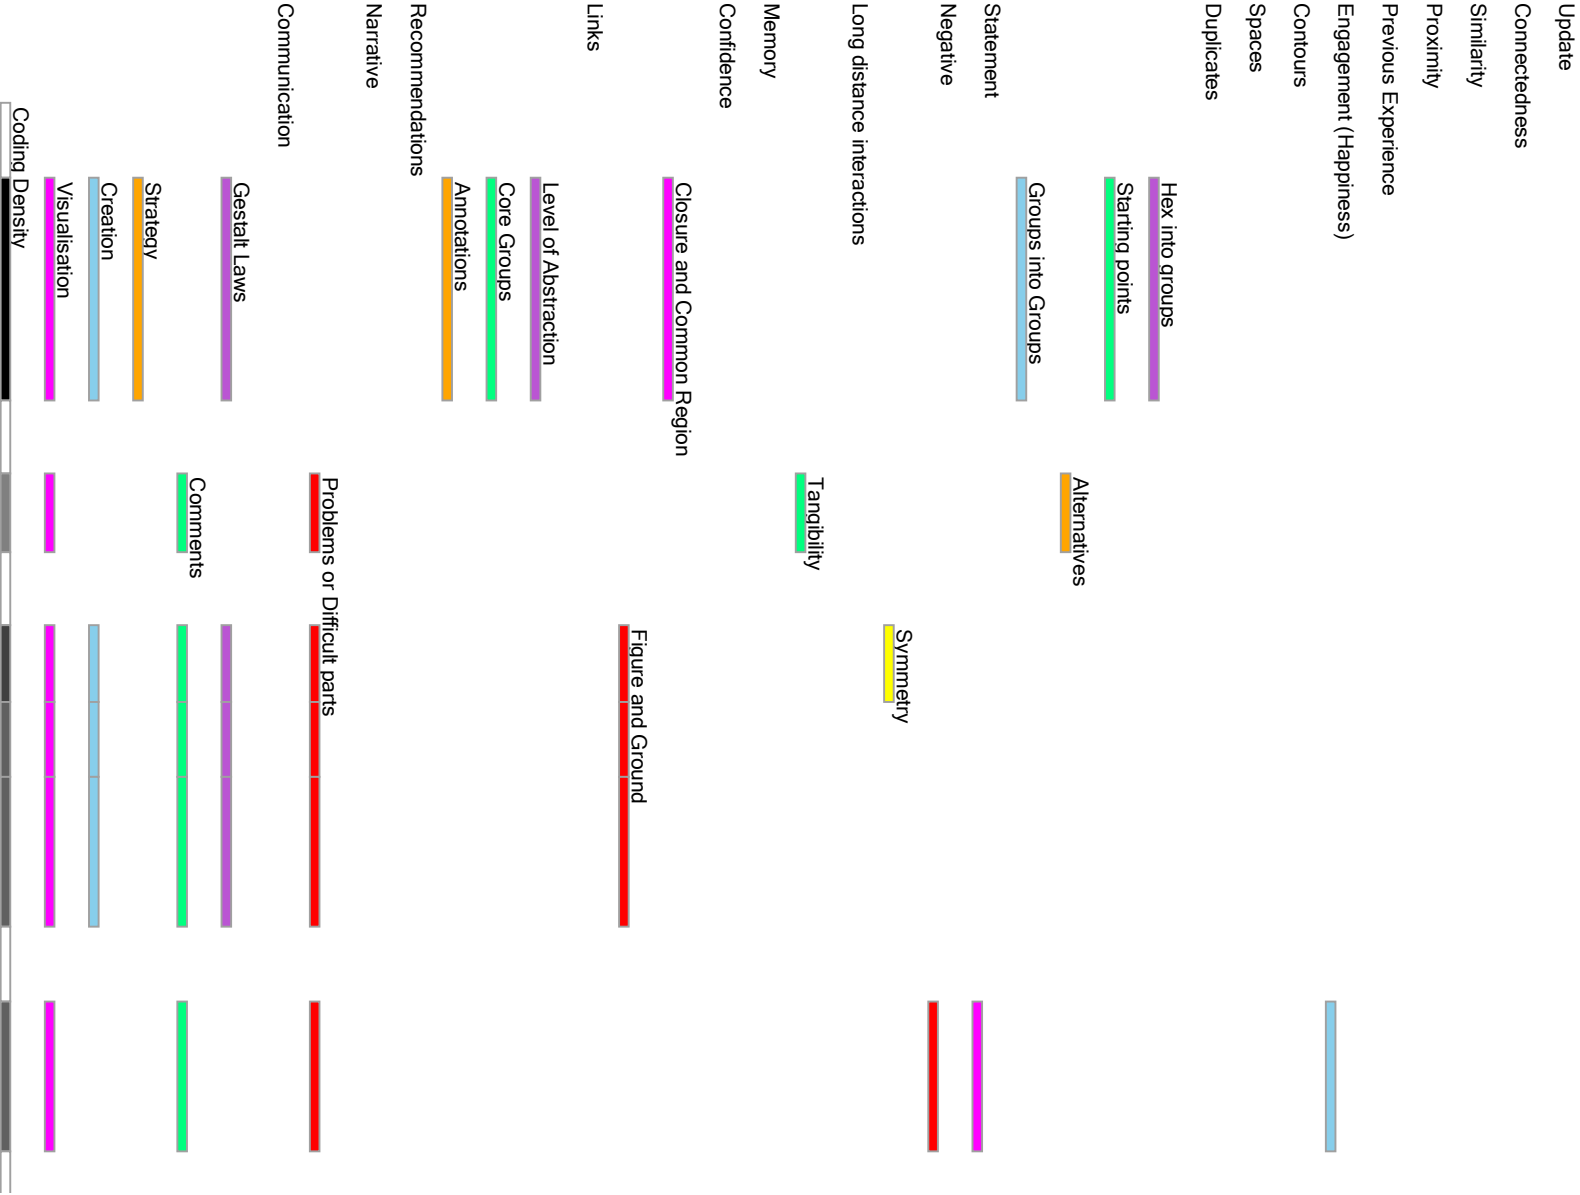 Coding Density
Visualisation
Creation
Strategy
Comments
Gestalt Laws
Communication
Problems or Difficult parts
Narrative
Recommendations
Annotations
Core Groups
Level of Abstraction
Links
Figure and Ground
Closure and Common Region
Confidence
Memory
Tangibility
Long distance interactions
Symmetry
Negative
Statement
Groups into Groups
Alternatives
Starting points
Hex into groups
Duplicates
Spaces
Contours
Engagement (Happiness)
Previous Experience
Proximity
Similarity
Connectedness
Update